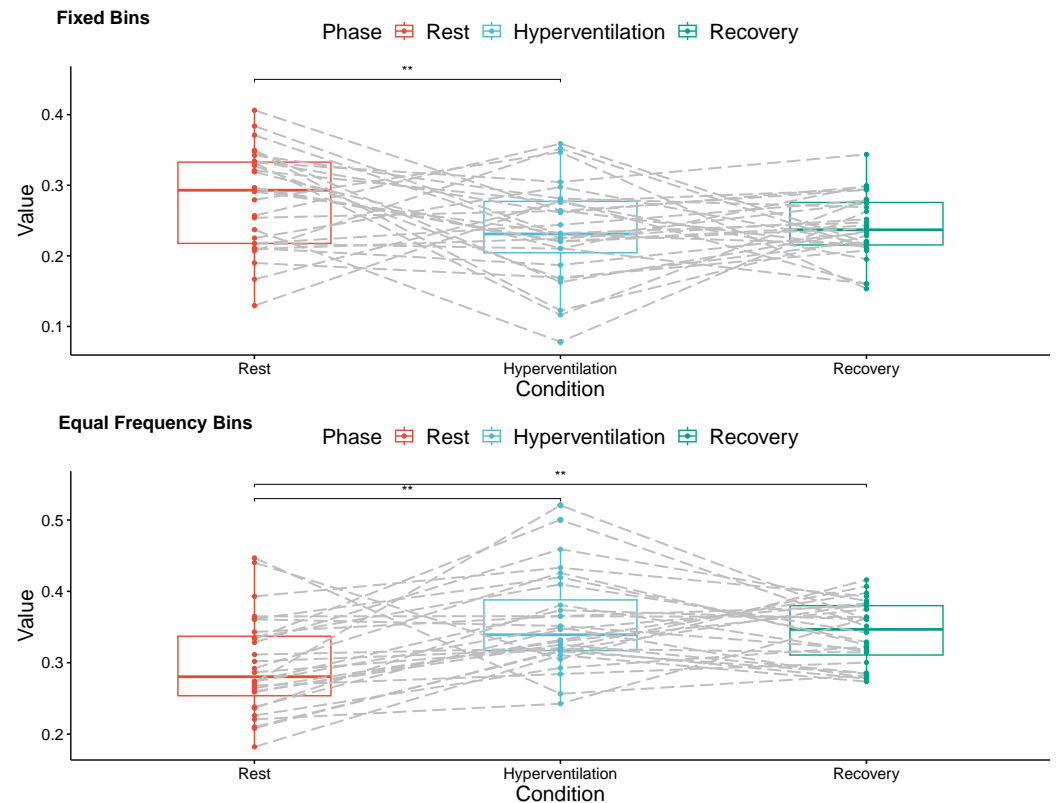 Fixed Bins
Phase Rest Hyperventilation Recovery
**
0.4
0.3
0.2
0.1
Value
Rest Hyperventilation Recovery
Condition
Equal Frequency Bins
Phase Rest Hyperventilation Recovery
**
**
0.5
0.4
0.3
0.2
Value
Rest Hyperventilation Recovery
Condition